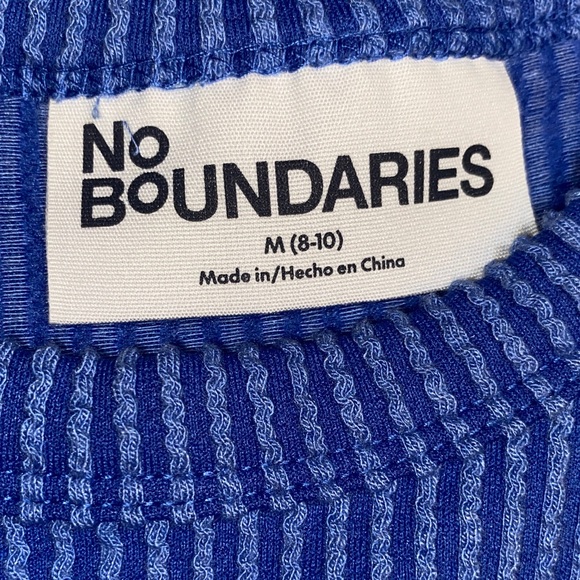 NO
BOUNDARIES
M (8-10)
Made in/Hecho en China